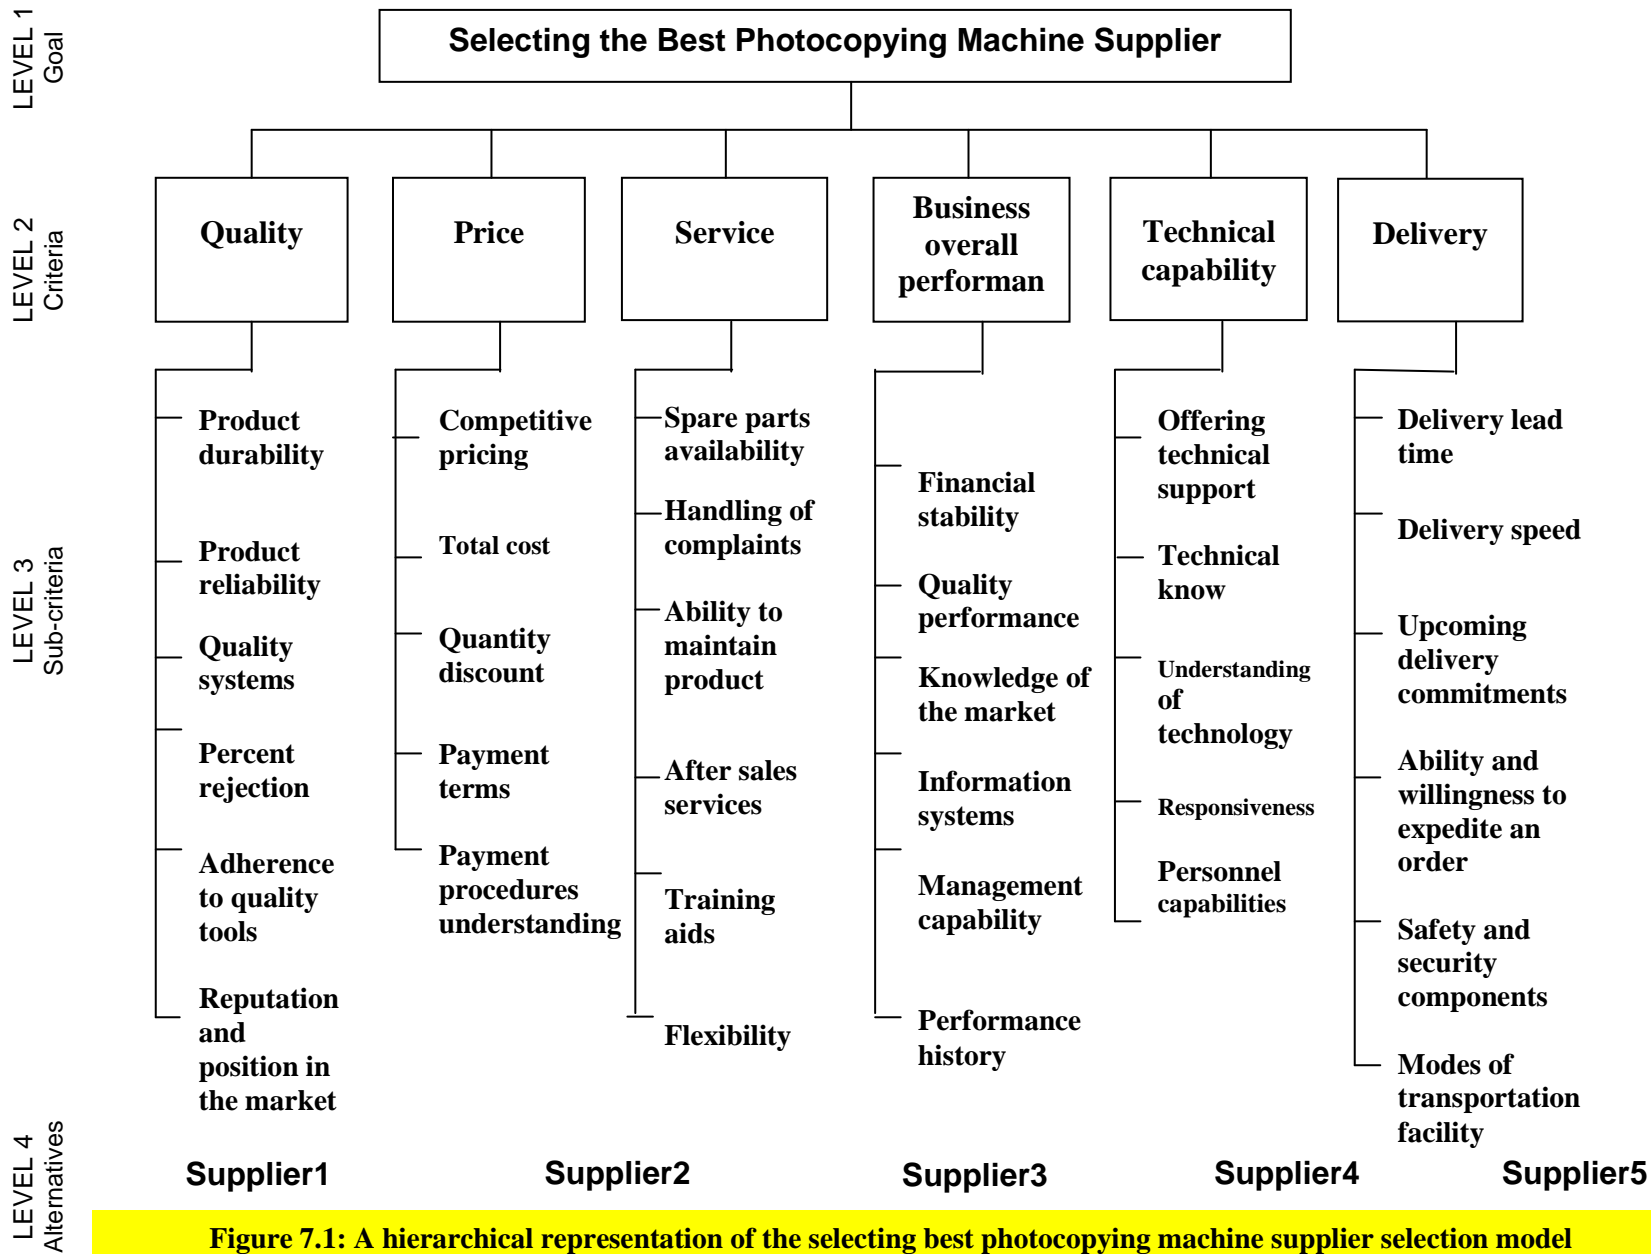 LEVEL 1
Goal
Selecting the Best Photocopying Machine Supplier
LEVEL 2
Criteria
Quality
Price
Service
Business
overall
performan
Technical
capability
Delivery
LEVEL 3
Sub-criteria
Product
durability
Product
reliability
Quality
systems
Percent
rejection
Adherence
to quality
tools
Reputation
and
position in
the market
Competitive
pricing
Total cost
Quantity
discount
Payment
terms
Payment
procedures
understanding
Spare parts
availability
Handling of
complaints
Ability to
maintain
product
After sales
services
Training
aids
Flexibility
Financial
stability
Quality
performance
Knowledge of
the market
Information
systems
Management
capability
Performance
history
Offering
technical
support
Technical
know
Understanding
of
technology
Responsiveness
Personnel
capabilities
Delivery lead
time
Delivery speed
Upcoming
delivery
commitments
Ability and
willingness to
expedite an
order
Safety and
security
components
Modes of
transportation
facility
LEVEL 4
Alternatives
Supplier1
Supplier2
Supplier3
Supplier4
Supplier5
Figure 7.1: A hierarchical representation of the selecting best photocopying machine supplier selection model